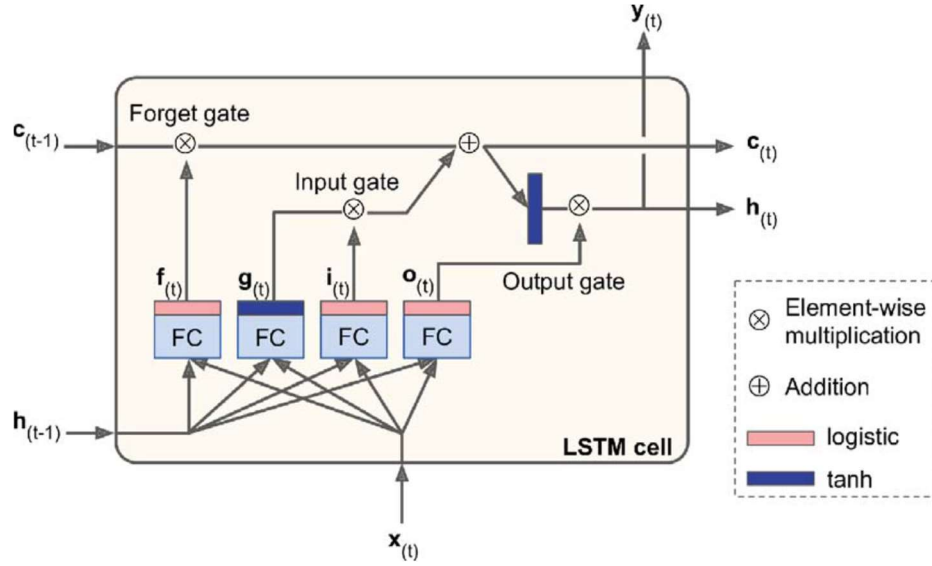 y(t)
Forget gate
c(t-1)
c(t)
Input gate
h(t)
f(t)
g(t)
i(t)
o(t)
Output gate
FC
FC
FC
FC
h(t-1)
LSTM cell
x(t)
Element-wise
multiplication
Addition
logistic
tanh